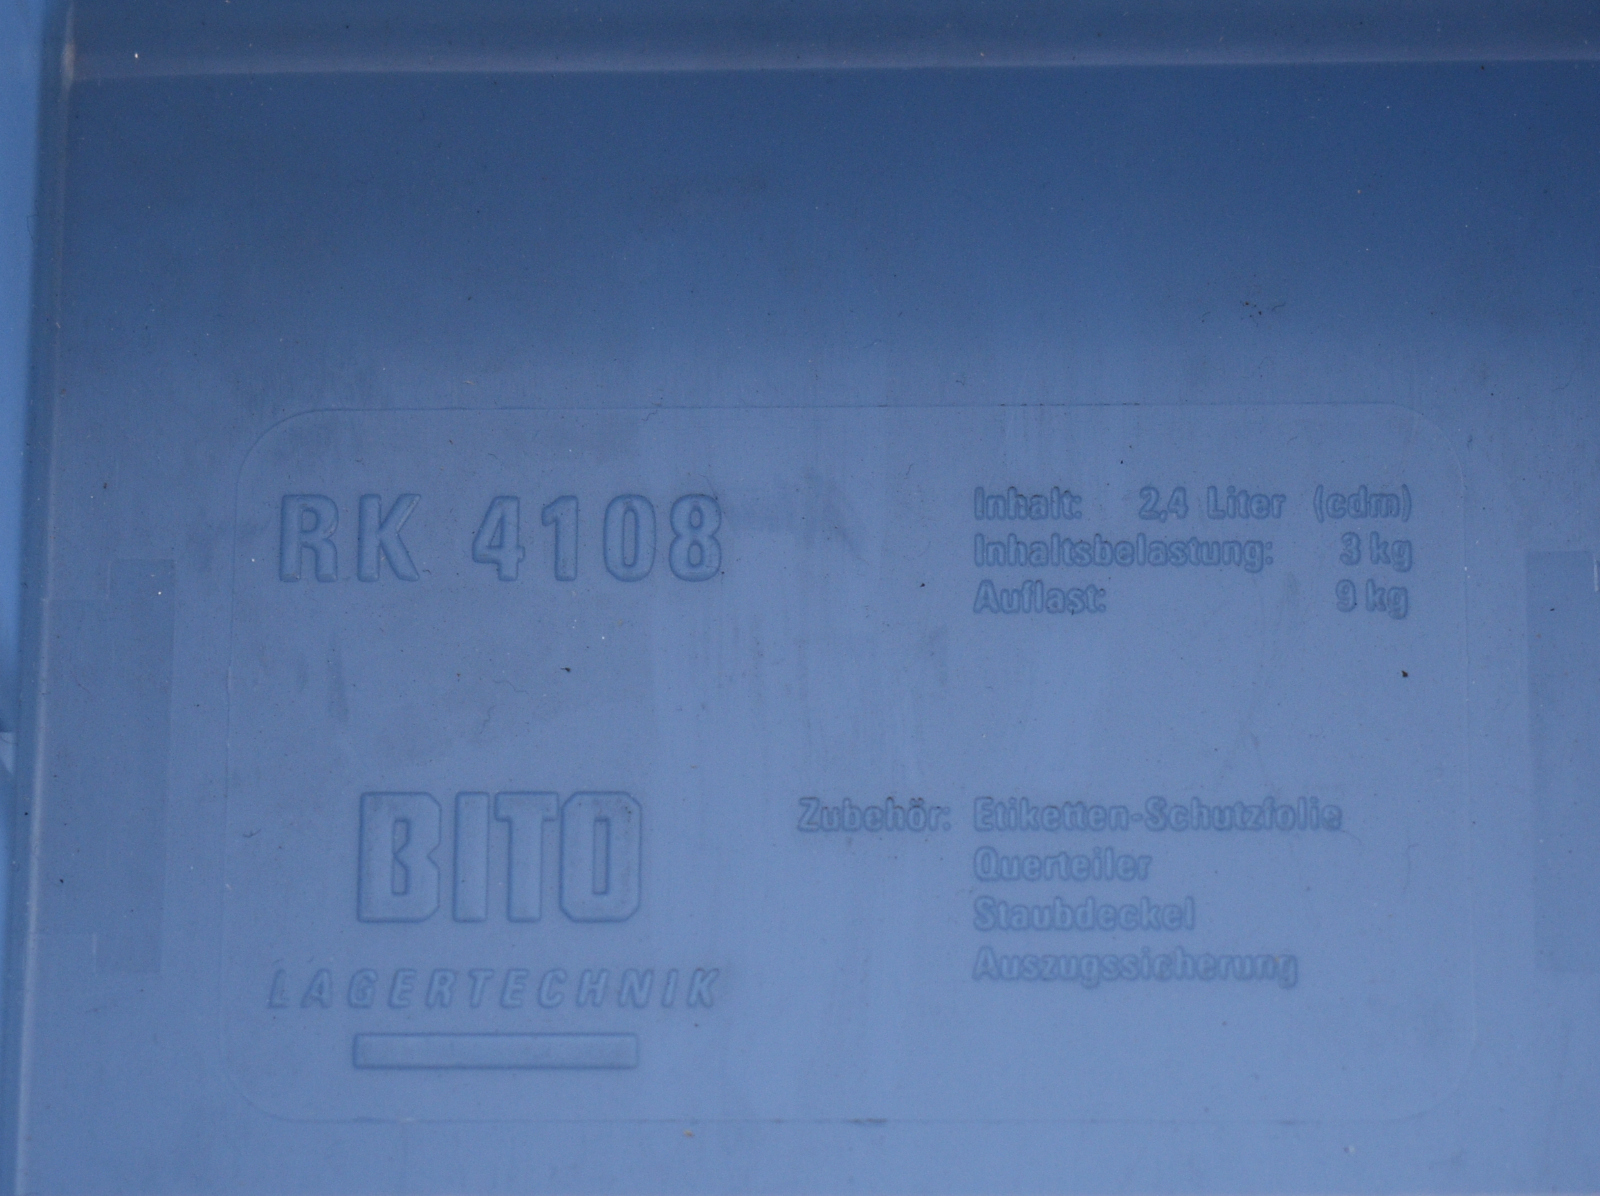 RK 4108
Inhalt: 2,4 Liter (cdm)
Inhaltsbelastung: 3 kg
Auflast: 9 kg
BITO
LAGERTECHNIK
Zubehör: Etiketten-Schutzfolie
Querteiler
Staubdeckel
Auszugssicherung